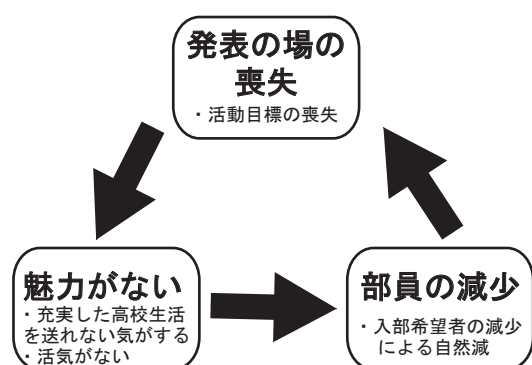 発表の場の
喪失
・活動目標の喪失
魅力がない
・充実した高校生活
を送れない気がする
・活気がない
部員の減少
・入部希望者の減少
による自然減